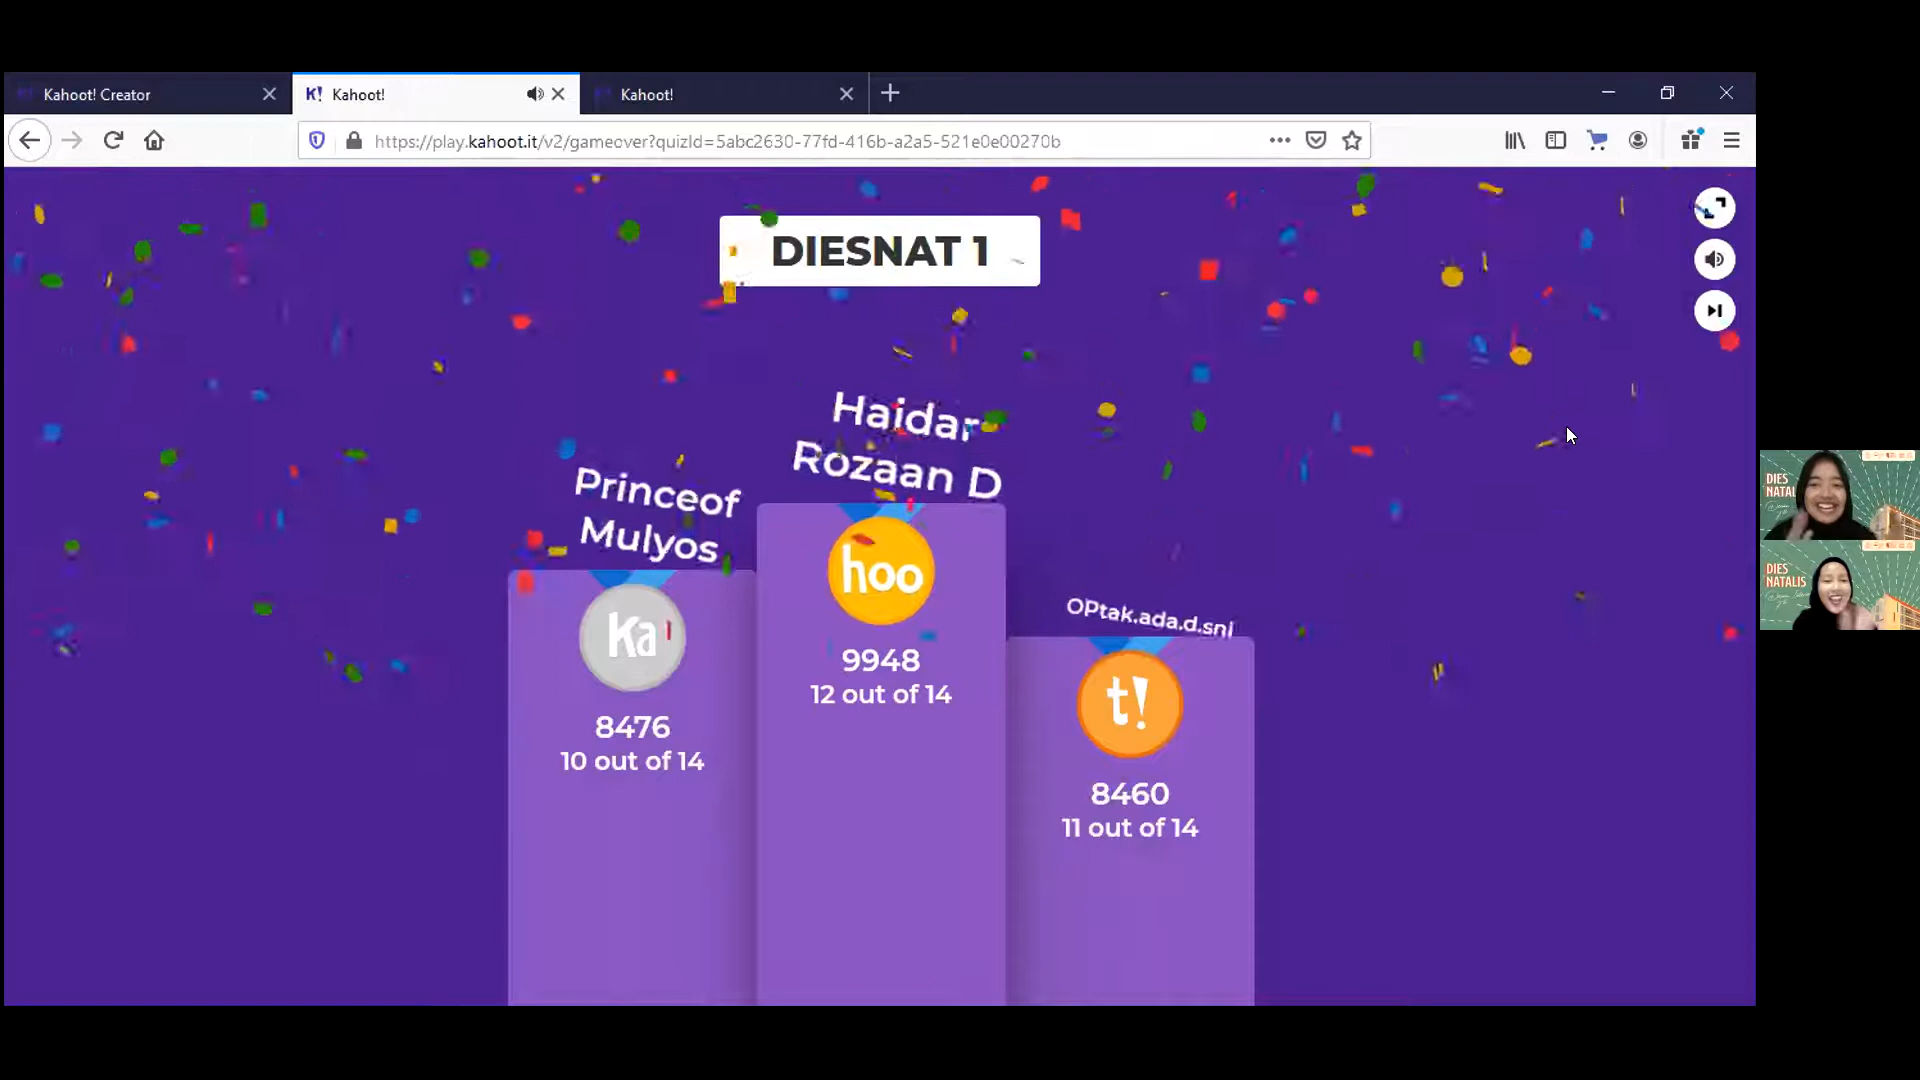 Kahoot! Creator
K! Kahoot!
Kahoot!
https://play.kahoot.it/v2/gameover?quizId=5abc2630-77fd-416b-a2a5-521e0e00270b
DIESNAT 1
Haidar
Rozaan D
Princeof
Mulyos
OPtak.ada.d.sni
hoo
9948
12 out of 14
Ka
8476
10 out of 14
t!
8460
11 out of 14
DIES
DIES
NATALIS